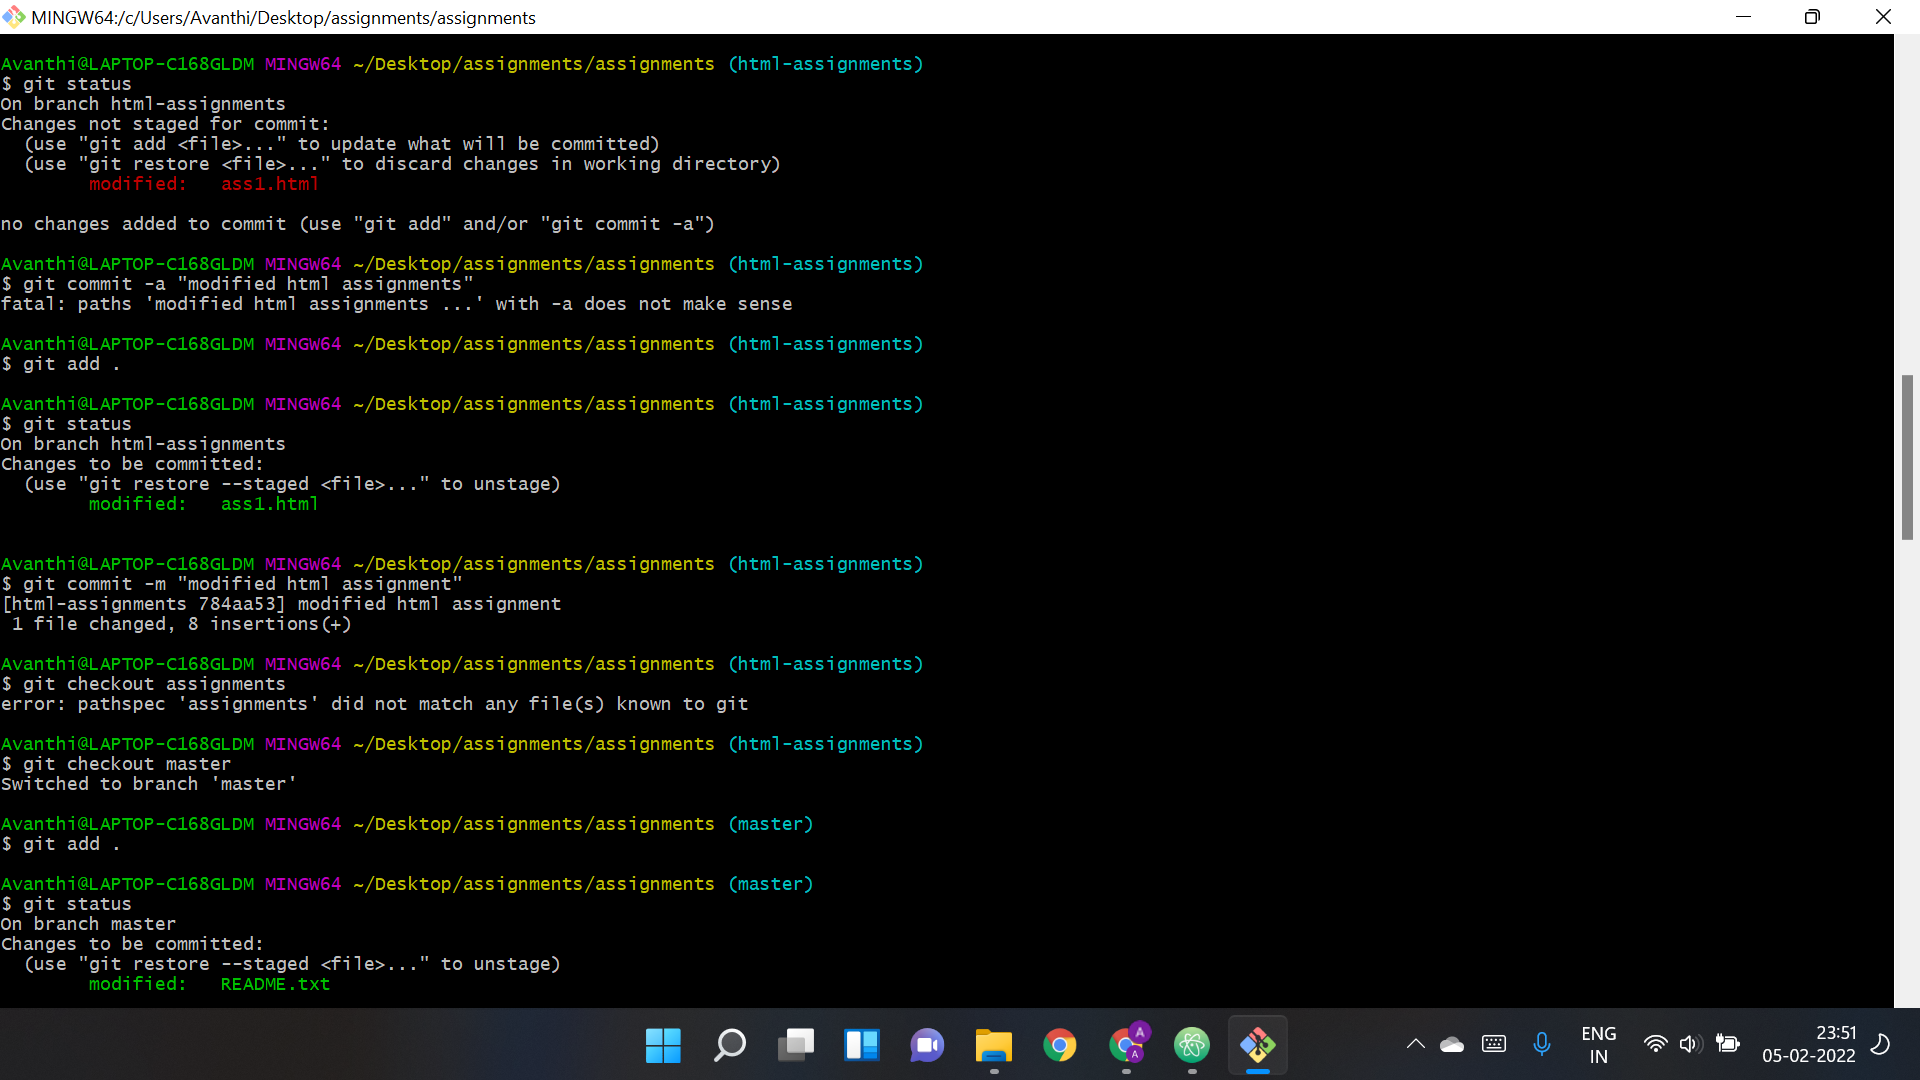 MINGW64:/c/Users/Avanthi/Desktop/assignments/assignments
Avanthi@LAPTOP-C168GLDM MINGW64 ~/Desktop/assignments/assignments (html-assignments)
$ git status
On branch html-assignments
Changes not staged for commit:
  (use "git add <file>..." to update what will be committed)
  (use "git restore <file>..." to discard changes in working directory)
        modified:   ass1.html
no changes added to commit (use "git add" and/or "git commit -a")
Avanthi@LAPTOP-C168GLDM MINGW64 ~/Desktop/assignments/assignments (html-assignments)
$ git commit -a "modified html assignments"
fatal: paths 'modified html assignments ...' with -a does not make sense
Avanthi@LAPTOP-C168GLDM MINGW64 ~/Desktop/assignments/assignments (html-assignments)
$ git add .
Avanthi@LAPTOP-C168GLDM MINGW64 ~/Desktop/assignments/assignments (html-assignments)
$ git status
On branch html-assignments
Changes to be committed:
  (use "git restore --staged <file>..." to unstage)
        modified:   ass1.html
Avanthi@LAPTOP-C168GLDM MINGW64 ~/Desktop/assignments/assignments (html-assignments)
$ git commit -m "modified html assignment"
[html-assignments 784aa53] modified html assignment
 1 file changed, 8 insertions(+)
Avanthi@LAPTOP-C168GLDM MINGW64 ~/Desktop/assignments/assignments (html-assignments)
$ git checkout assignments
error: pathspec 'assignments' did not match any file(s) known to git
Avanthi@LAPTOP-C168GLDM MINGW64 ~/Desktop/assignments/assignments (html-assignments)
$ git checkout master
Switched to branch 'master'
Avanthi@LAPTOP-C168GLDM MINGW64 ~/Desktop/assignments/assignments (master)
$ git add .
Avanthi@LAPTOP-C168GLDM MINGW64 ~/Desktop/assignments/assignments (master)
$ git status
On branch master
Changes to be committed:
  (use "git restore --staged <file>..." to unstage)
        modified:   README.txt
A
A
ENG
IN
23:51
05-02-2022